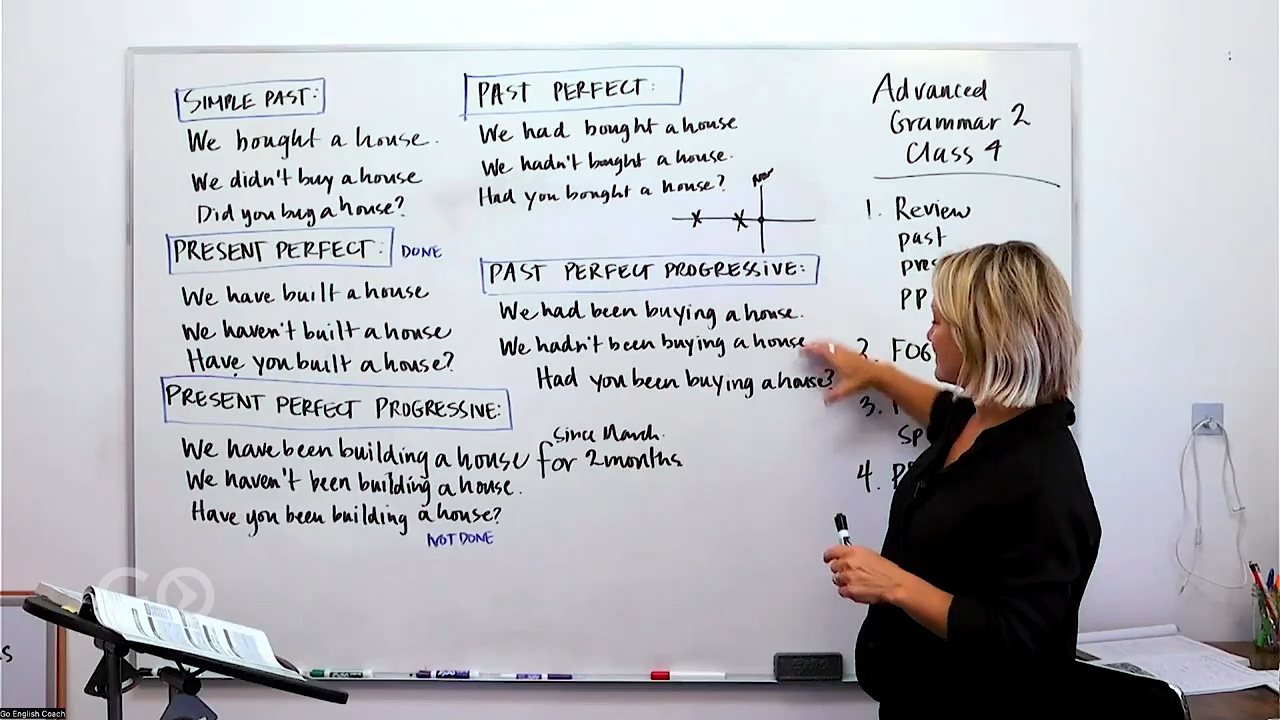 SIMPLE PAST:
We bought a house.
We didn't buy a house
Did you buy a house?
PRESENT PERFECT: DONE
We have built a house
We haven't built a house
Have you built a house?
PRESENT PERFECT PROGRESSIVE:
We have been building a house for 2 months
since March.
We haven't been building a house.
Have you been building a house?
NOT DONE
PAST PERFECT:
We had bought a house
We hadn't bought a house.
Had you bought a house?
NOW
PAST PERFECT PROGRESSIVE:
We had been buying a house.
We hadn't been buying a house
Had you been buying a house?
Advanced
Grammar 2
Class 4
1. Review
past
pres
PP
2. FOG
3.
SP
4. PR
GO
EXPO
Go English Coach